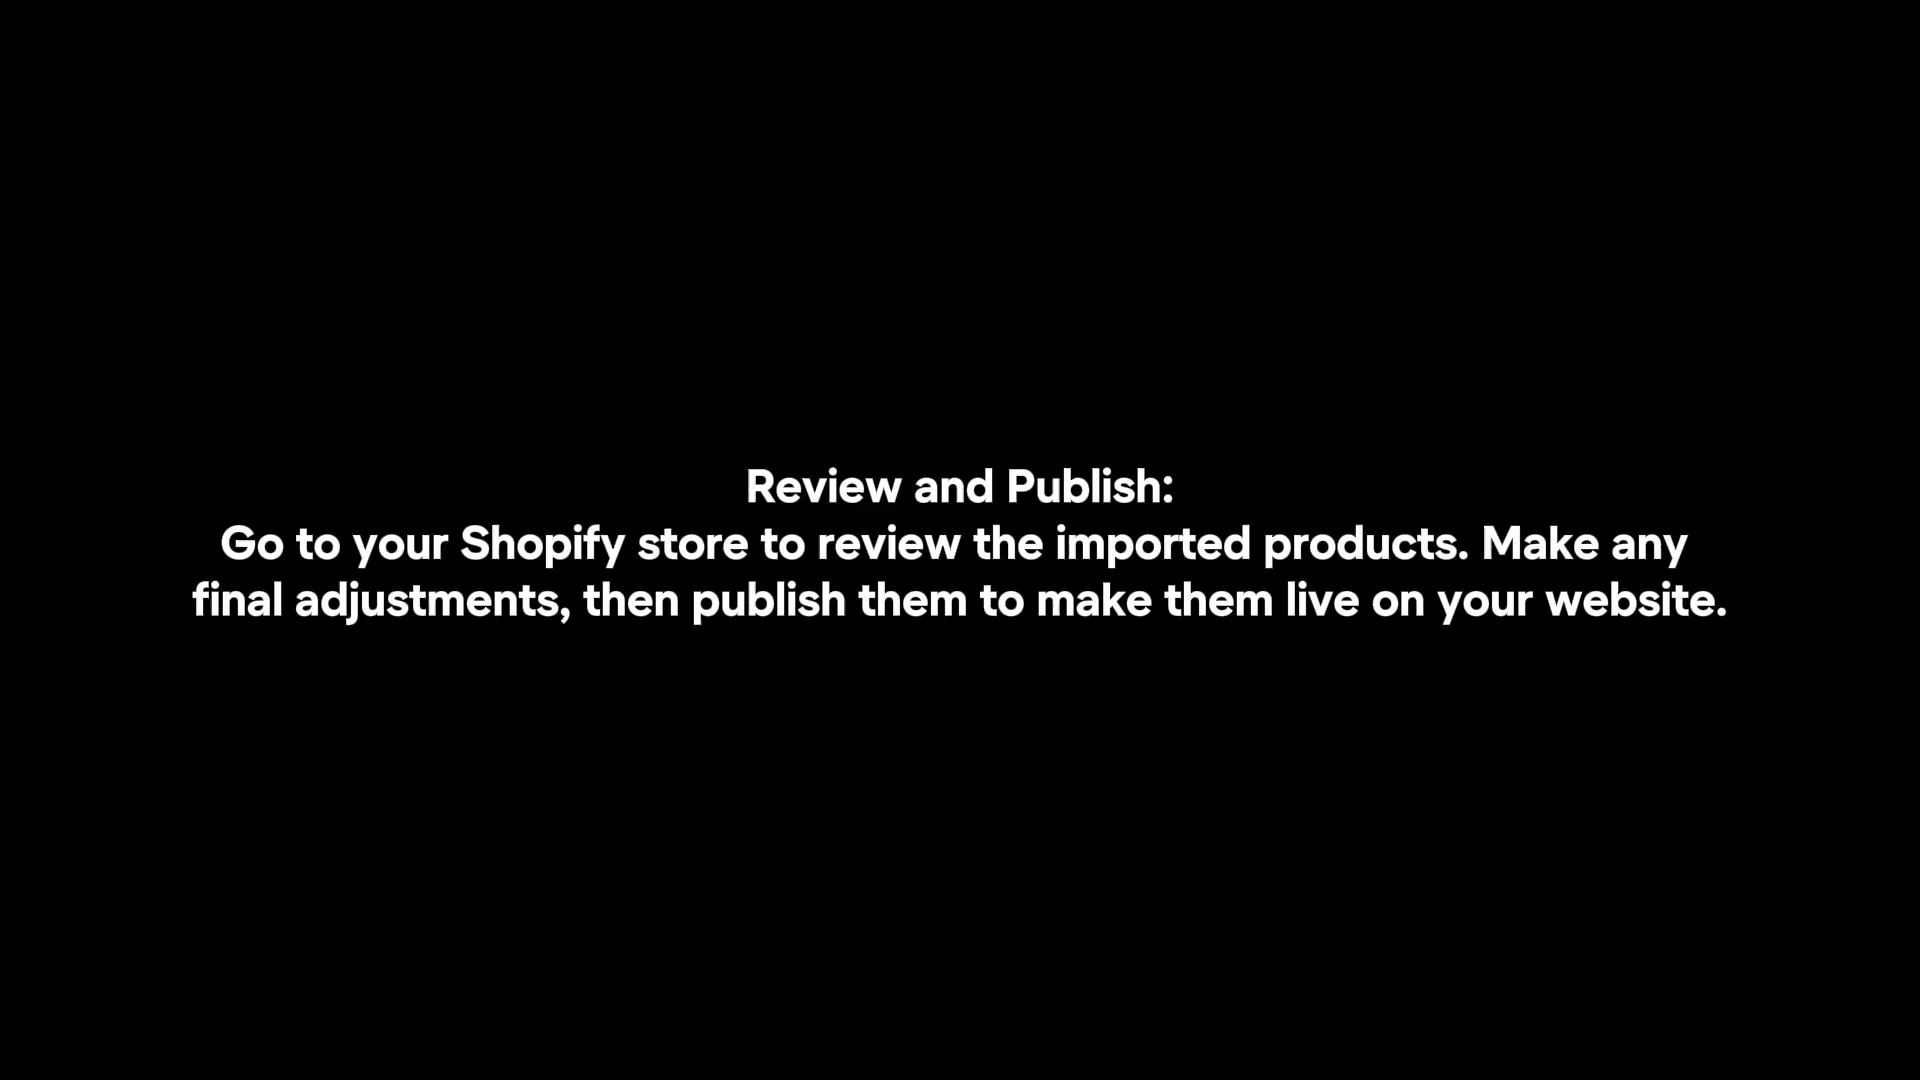 Review and Publish:
Go to your Shopify store to review the imported products. Make any
final adjustments, then publish them to make them live on your website.